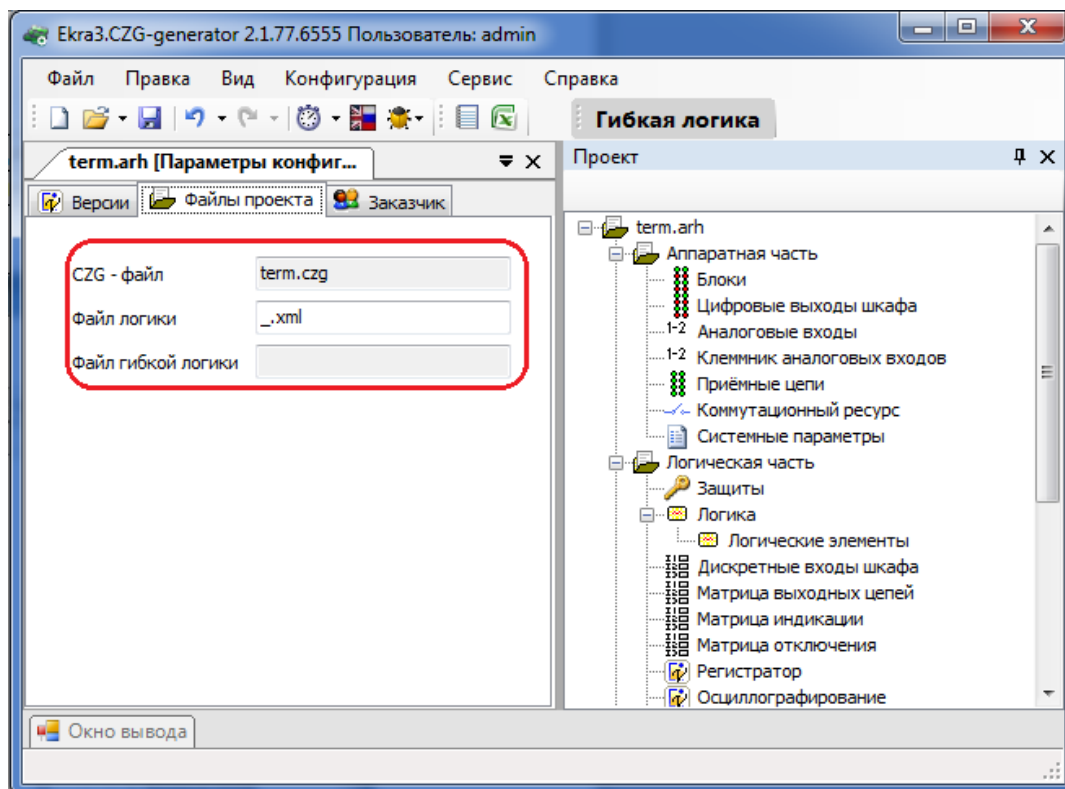 Ekra3.CZG-generator 2.1.77.6555 Пользователь: admin
Файл Правка Вид Конфигурация Сервис Справка
Гибкая логика
term.arh [Параметры конфиг...
Версии Файлы проекта Заказчик
CZG - файл term.czg
Файл логики _.xml
Файл гибкой логики
Проект
term.arh
Аппаратная часть
Блоки
Цифровые выходы шкафа
1-2 Аналоговые входы
1-2 Клеммник аналоговых входов
Приёмные цепи
Коммутационный ресурс
Системные параметры
Логическая часть
Защиты
Логика
Логические элементы
Дискретные входы шкафа
Матрица выходных цепей
Матрица индикации
Матрица отключения
Регистратор
Осциллографирование
Окно вывода